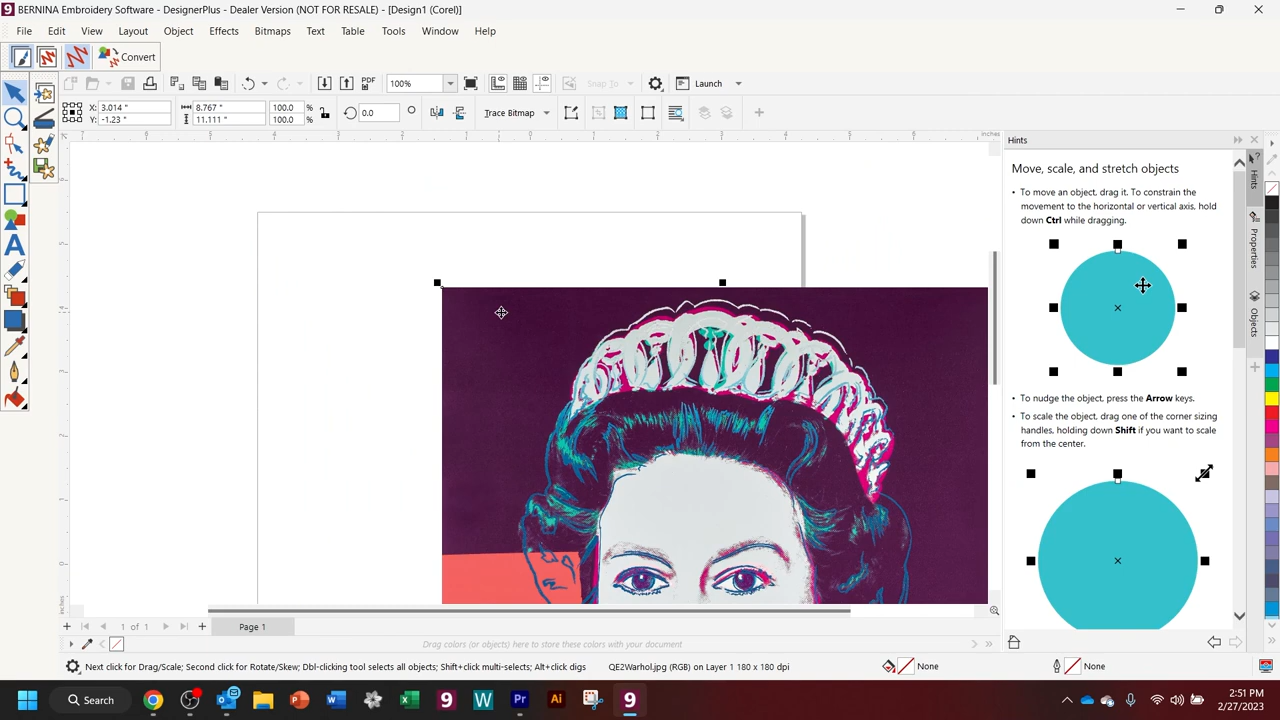 BERNINA Embroidery Software - DesignerPlus - Dealer Version (NOT FOR RESALE) - [Design1 (Corel)]
File Edit View Layout Object Effects Bitmaps Text Table Tools Window Help
Convert
PDF 100% Snap To Launch
X: 3.014 " 8.767 " 100.0 % 0.0 Trace Bitmap
Y: -1.23 " 11.111 " 100.0 %
inches
Hints
Move, scale, and stretch objects
• To move an object, drag it. To constrain the
movement to the horizontal or vertical axis, hold
down Ctrl while dragging.
• To nudge the object, press the Arrow keys.
• To scale the object, drag one of the corner sizing
handles, holding down Shift if you want to scale
from the center.
Hints
Properties
Objects
inches
1 of 1 Page 1
Drag colors (or objects) here to store these colors with your document
Next click for Drag/Scale; Second click for Rotate/Skew; Dbl-clicking tool selects all objects; Shift+click multi-selects; Alt+click digs QE2Warhol.jpg (RGB) on Layer 1 180 x 180 dpi None None
Search 2:51 PM
2/27/2023